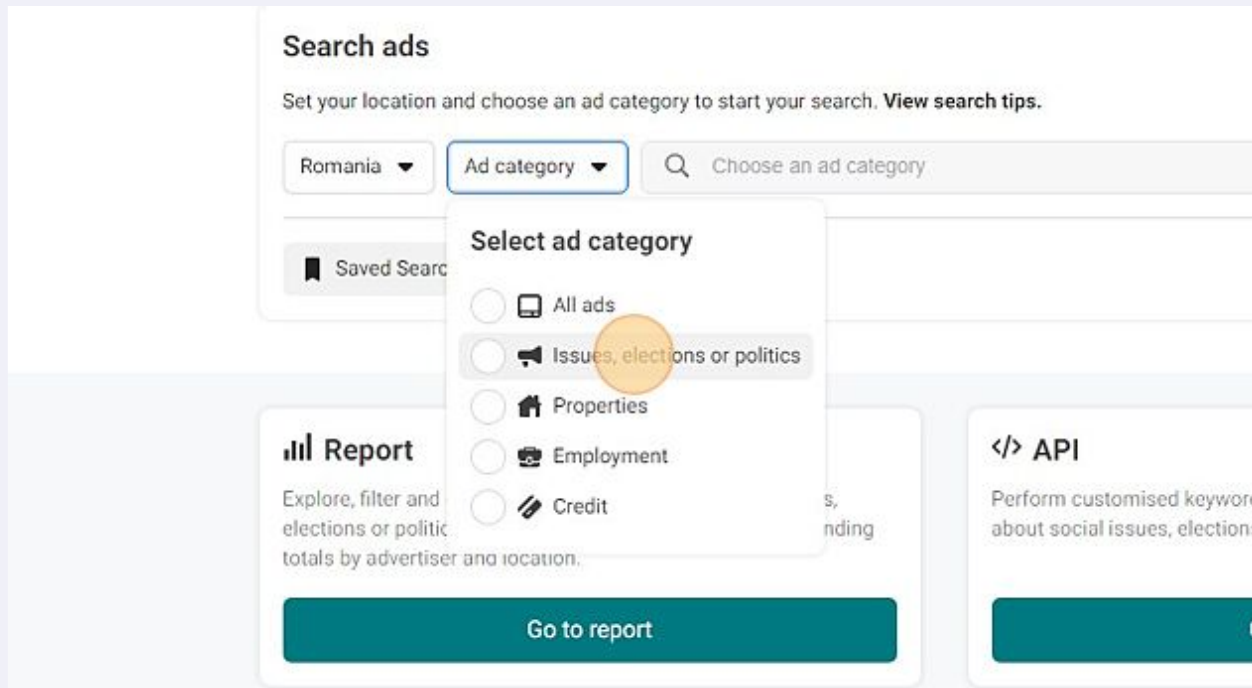 Search ads
Set your location and choose an ad category to start your search. View search tips.
Romania
Ad category
Choose an ad category
Saved Searc
Select ad category
All ads
Issues, elections or politics
Properties
Employment
Credit
Report
Explore, filter and
s,
elections or politic
nding
totals by advertiser and location.
Go to report
</> API
Perform customised keyword
about social issues, elections